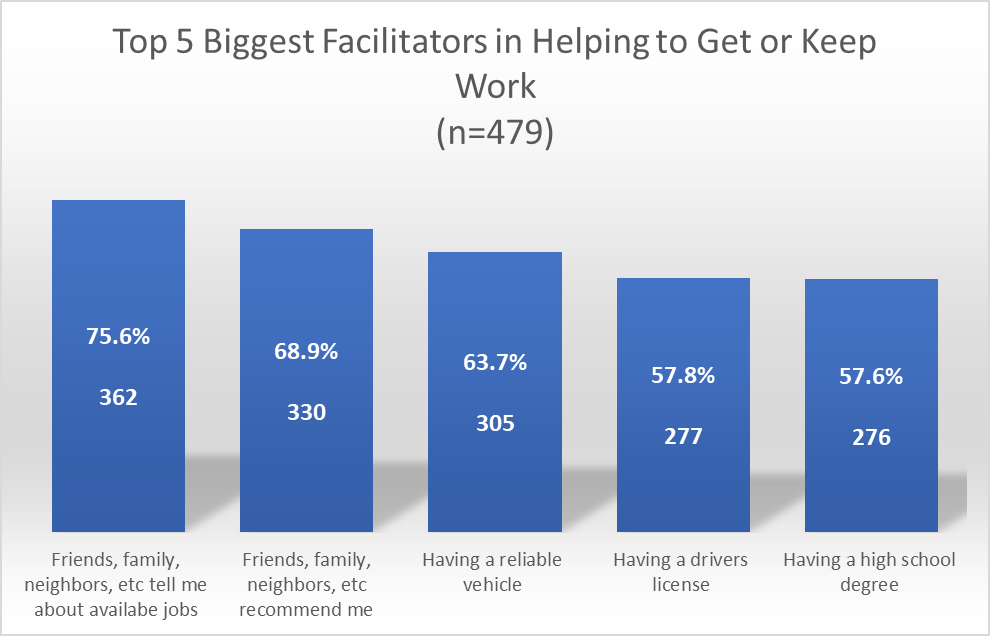 Top 5 Biggest Facilitators in Helping to Get or Keep
Work
(n=479)
75.6%
362
68.9%
330
63.7%
305
57.8%
277
57.6%
276
Friends, family,
neighbors, etc tell me
about availabe jobs
Friends, family,
neighbors, etc
recommend me
Having a reliable
vehicle
Having a drivers
license
Having a high school
degree